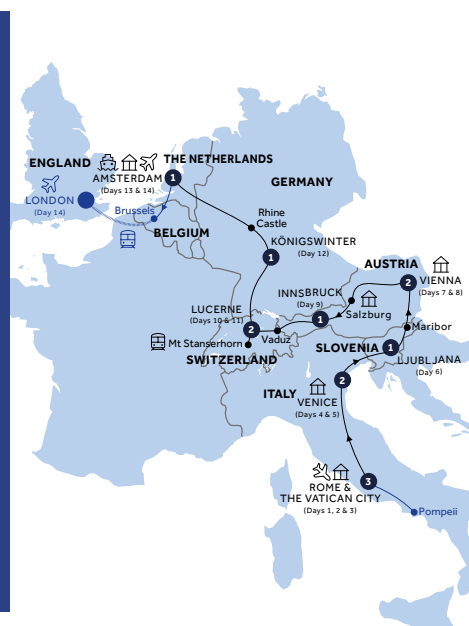 ENGLAND
LONDON
(Day 14)
AMSTERDAM
(Days 13 & 14)
THE NETHERLANDS
1
GERMANY
Brussels
BELGIUM
Rhine
Castle
1
KÖNIGSWINTER
(Day 12)
AUSTRIA
2
VIENNA
(Days 7 & 8)
INNSBRUCK
(Day 9)
1
Salzburg
LUCERNE
(Days 10 & 11)
2
Vaduz
Mt Stanserhorn
SWITZERLAND
Maribor
SLOVENIA
1
LJUBLJANA
(Day 6)
ITALY
2
VENICE
(Days 4 & 5)
3
ROME &
THE VATICAN CITY
(Days 1, 2 & 3)
Pompeii